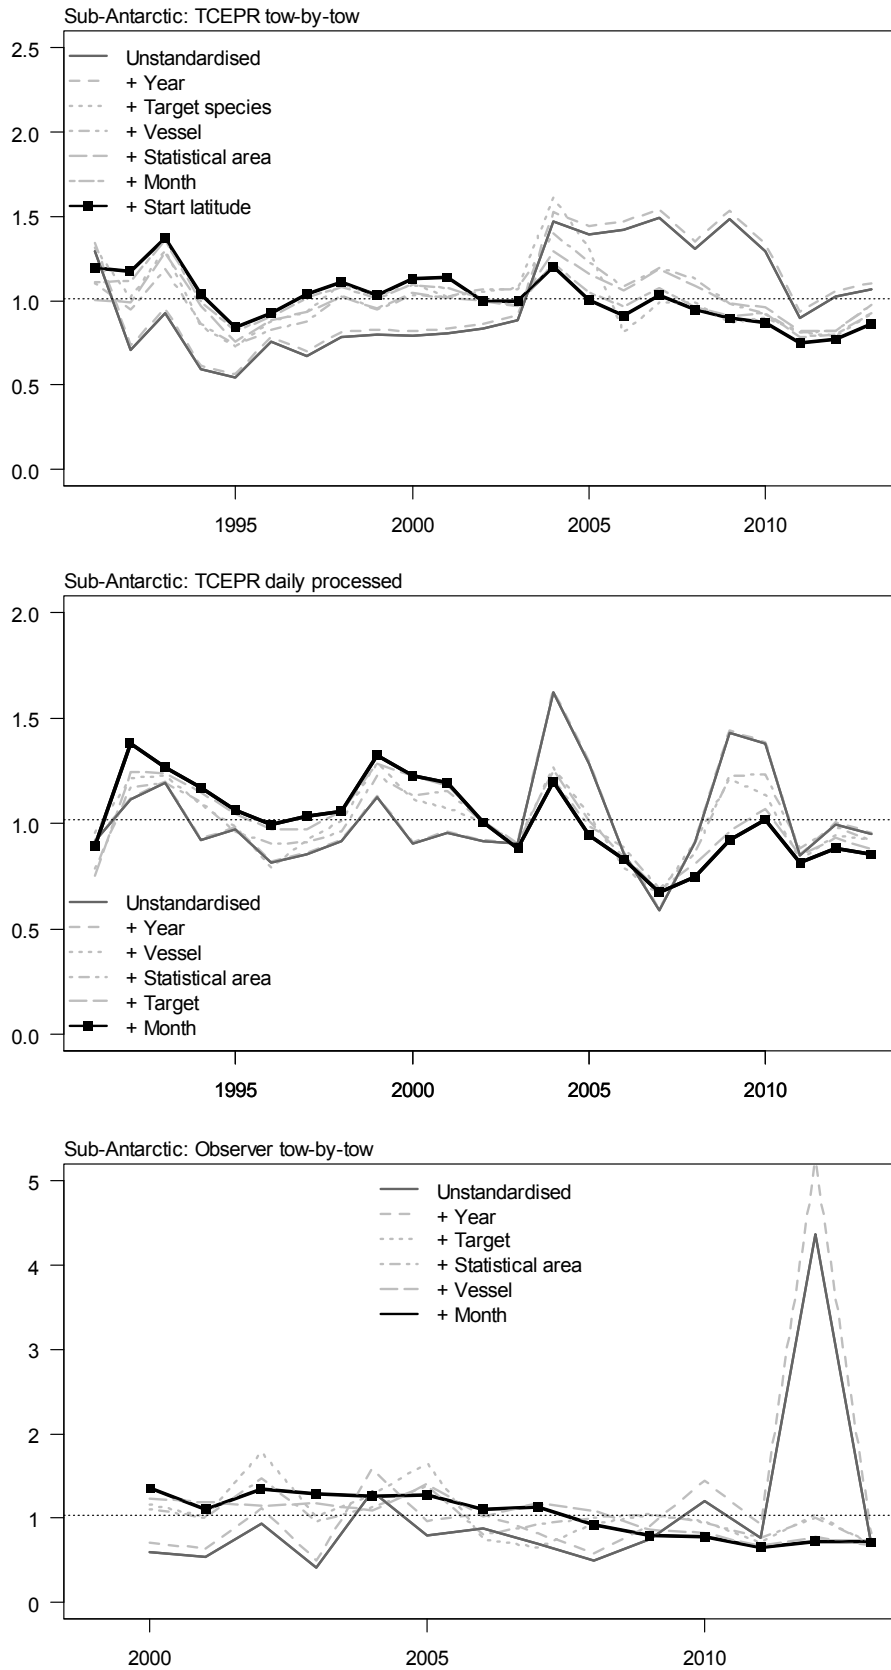 Sub-Antarctic: TCEPR tow-by-tow
2.5
2.0
1.5
1.0
0.5
0.0
Unstandardised
+ Year
+ Target species
+ Vessel
+ Statistical area
+ Month
+ Start latitude
1995
2000
2005
2010
Sub-Antarctic: TCEPR daily processed
2.0
1.5
1.0
0.5
0.0
Unstandardised
+ Year
+ Vessel
+ Statistical area
+ Target
+ Month
1995
2000
2005
2010
Sub-Antarctic: Observer tow-by-tow
5
4
3
2
1
0
Unstandardised
+ Year
+ Target
+ Statistical area
+ Vessel
+ Month
2000
2005
2010